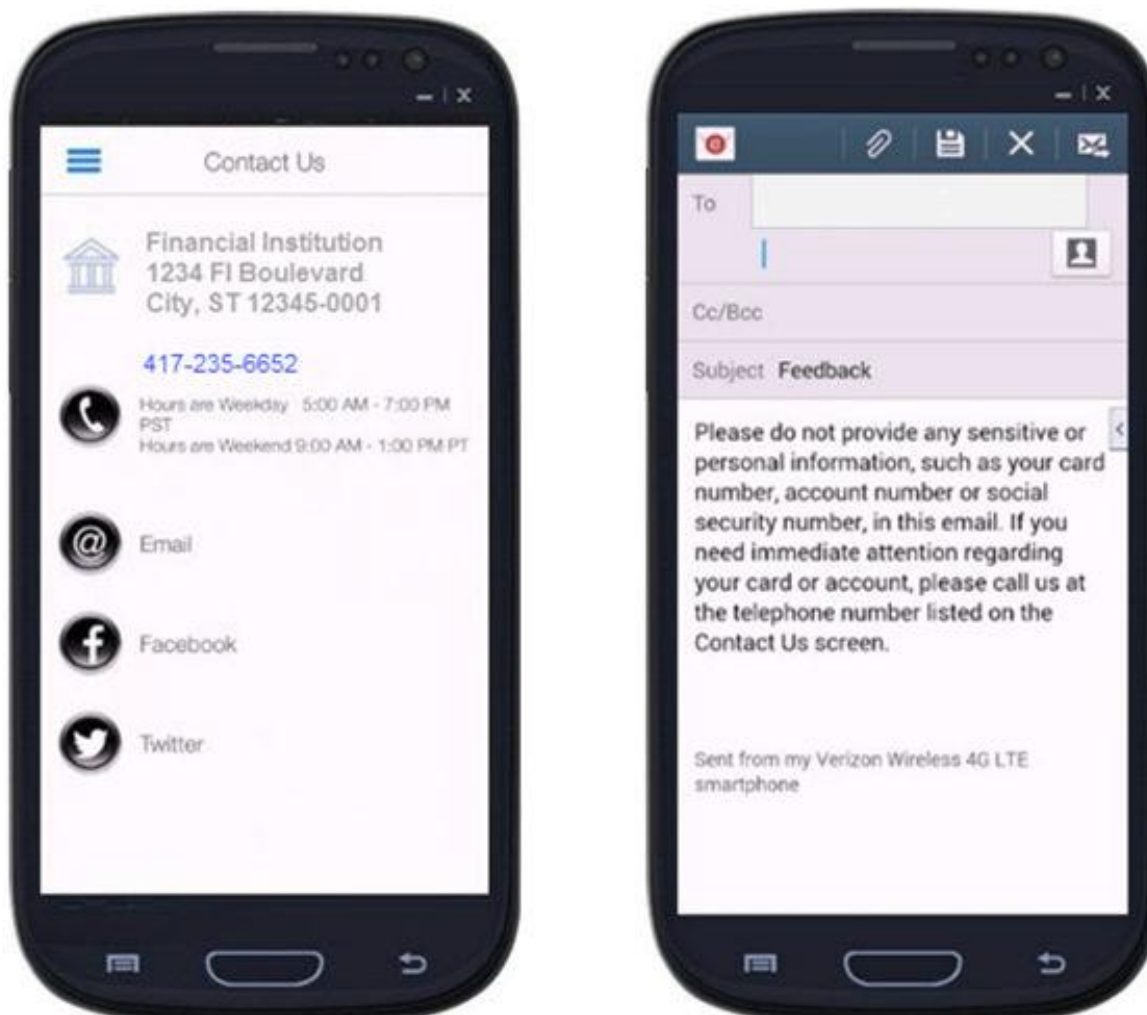 Contact Us
Financial Institution
1234 FI Boulevard
City, ST 12345-0001
417-235-6652
Hours are Weekday 5:00 AM - 7:00 PM
PST
Hours are Weekend 9:00 AM - 1:00 PM PT
Email
Facebook
Twitter
To
Cc/Bcc
Subject Feedback
Please do not provide any sensitive or
personal information, such as your card
number, account number or social
security number, in this email. If you
need immediate attention regarding
your card or account, please call us at
the telephone number listed on the
Contact Us screen.
Sent from my Verizon Wireless 4G LTE
smartphone